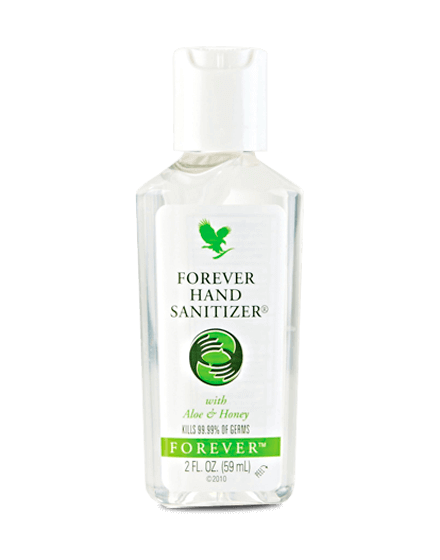 FOREVER
HAND
SANITIZER®
with
Aloe & Honey
KILLS 99.99% OF GERMS
FOREVER™
2 FL. OZ. (59 mL)
©2010